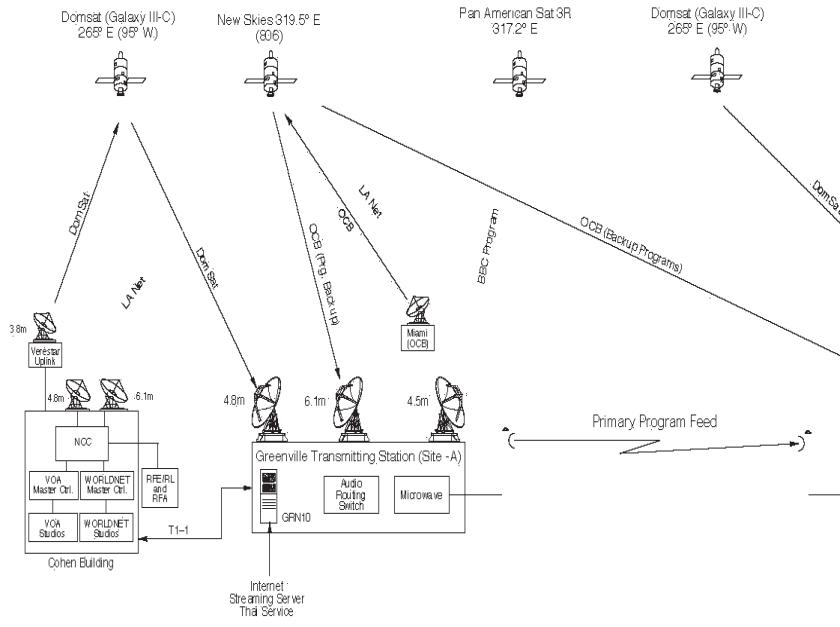 Domsat (Galaxy III-C)
265° E (95° W)
New Skies 319.5° E
(806)
Pan American Sat 3R
317.2° E
Domsat (Galaxy III-C)
265° E (95° W)
DomSat
LA Net
Dom Sat
OCB (Prg. Backup)
OCB
LA Net
BBC Program
OCB (Backup Programs)
DomSat
3.8m
Verestar
Uplink
Miami
(OCB)
4.8m
6.1m
4.8m
6.1m
4.5m
Primary Program Feed
NCC
VOA
Master Ctrl.
WORLDNET
Master Ctrl.
RFE/RL
and
RFA
VOA
Studios
WORLDNET
Studios
Cohen Building
T1-1
Greenville Transmitting Station (Site -A)
GRN10
Audio
Routing
Switch
Microwave
Internet
Streaming Server
Thai Service